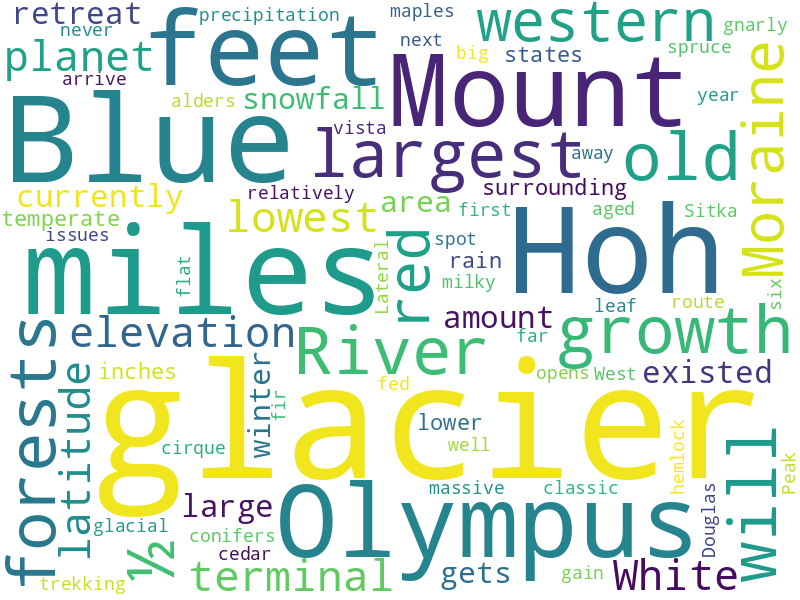 retreat
precipitation
maples
western
gnarly
never
feet
next
big
states
spruce
planet
arrive
Mount
Blue
alders
snowfall
year
Moraine
vista
largest
away
old
currently
relatively
surrounding
temperate
lowest
area
first
aged
Sitka
issues
miles
flat
Lateral
red
spot
rain
milky
Hoh
leaf
route
six
forests
elevation
amount
River
far
growth
latitude
inches
winter
fir
fed
opens
West
existed
glacier
lower
well
cirque
hemlock
Peak
will
½
large
massive
classic
Olympus
Douglas
glacial
conifers
cedar
trekking
terminal
gets
gain
White